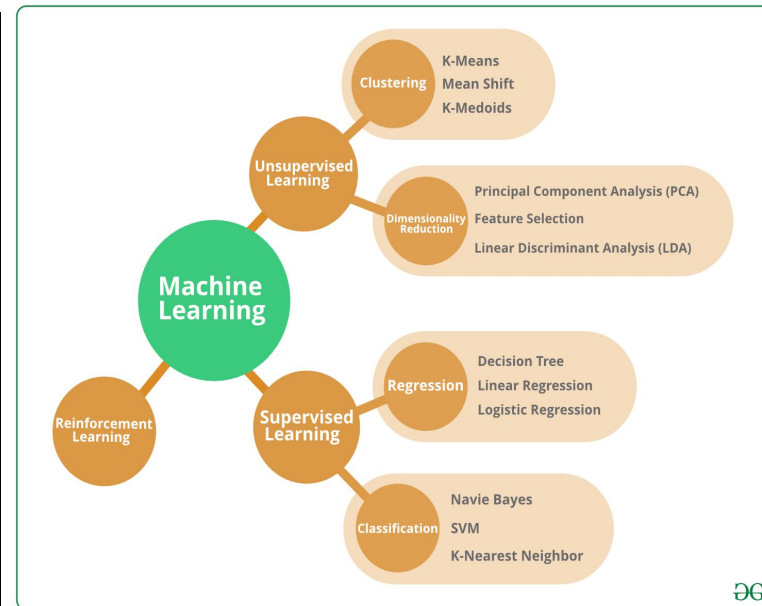 Machine
Learning
Unsupervised
Learning
Clustering
K-Means
Mean Shift
K-Medoids
Dimensionality
Reduction
Principal Component Analysis (PCA)
Feature Selection
Linear Discriminant Analysis (LDA)
Supervised
Learning
Regression
Decision Tree
Linear Regression
Logistic Regression
Classification
Navie Bayes
SVM
K-Nearest Neighbor
Reinforcement
Learning